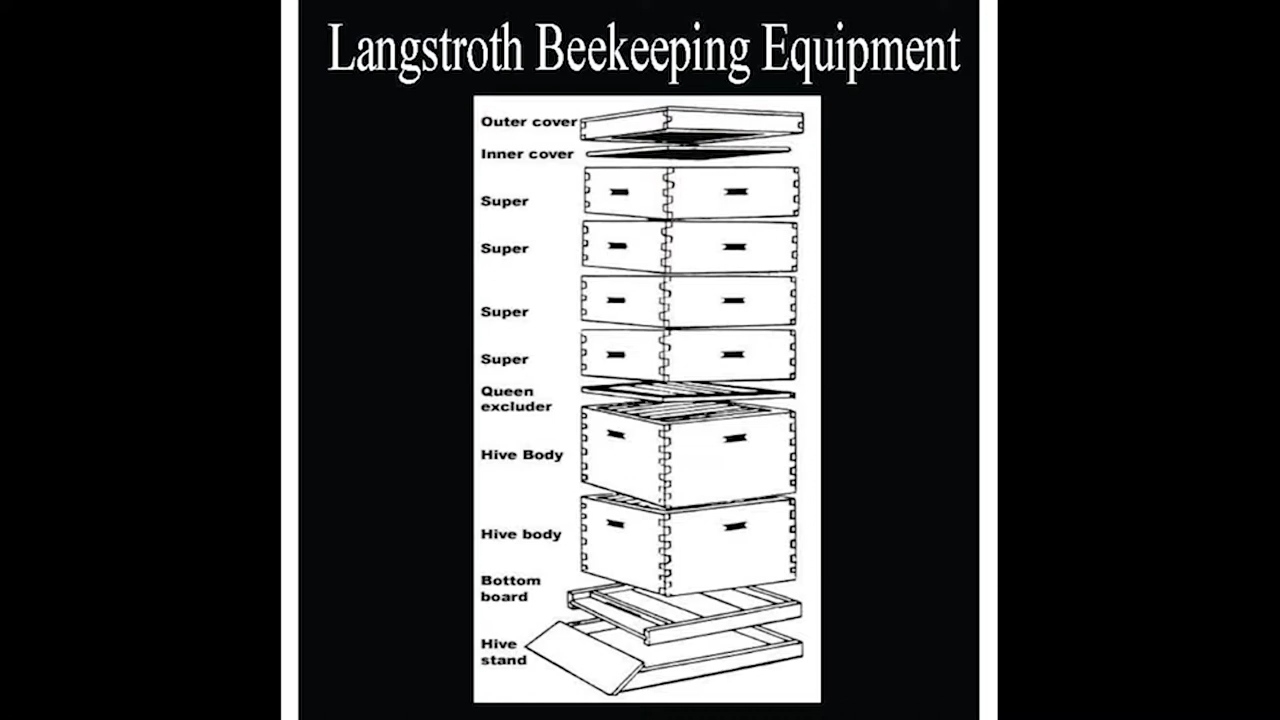 Langstroth Beekeeping Equipment
Outer cover
Inner cover
Super
Super
Super
Super
Queen
excluder
Hive Body
Hive body
Bottom
board
Hive
stand